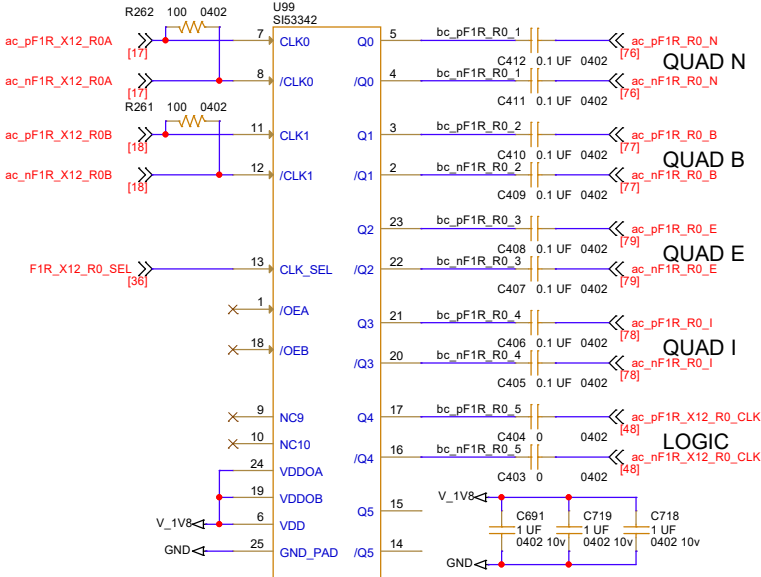 U99
SI53342
R262 100 0402
ac_pF1R_X12_R0A
[17]
7 CLK0
ac_nF1R_X12_R0A
[17]
8 /CLK0
R261 100 0402
ac_pF1R_X12_R0B
[18]
11 CLK1
ac_nF1R_X12_R0B
[18]
12 /CLK1
F1R_X12_R0_SEL
[36]
13 CLK_SEL
1 /OEA
18 /OEB
9 NC9
10 NC10
24 VDDOA
19 VDDOB
V_1V8 6 VDD
GND 25 GND_PAD
Q0 5 bc_pF1R_R0_1 ac_pF1R_R0_N
C412 0.1 UF 0402 [76]
QUAD N
/Q0 4 bc_nF1R_R0_1 ac_nF1R_R0_N
C411 0.1 UF 0402 [76]
Q1 3 bc_pF1R_R0_2 ac_pF1R_R0_B
C410 0.1 UF 0402 [77]
QUAD B
/Q1 2 bc_nF1R_R0_2 ac_nF1R_R0_B
C409 0.1 UF 0402 [77]
Q2 23 bc_pF1R_R0_3 ac_pF1R_R0_E
C408 0.1 UF 0402 [79]
QUAD E
/Q2 22 bc_nF1R_R0_3 ac_nF1R_R0_E
C407 0.1 UF 0402 [79]
Q3 21 bc_pF1R_R0_4 ac_pF1R_R0_I
C406 0.1 UF 0402 [78]
QUAD I
/Q3 20 bc_nF1R_R0_4 ac_nF1R_R0_I
C405 0.1 UF 0402 [78]
Q4 17 bc_pF1R_R0_5 ac_pF1R_X12_R0_CLK
C404 0 0402 [48]
LOGIC
/Q4 16 bc_nF1R_R0_5 ac_nF1R_X12_R0_CLK
C403 0 0402 [48]
Q5 15
/Q5 14
V_1V8
C691 C719 C718
1 UF 1 UF 1 UF
0402 10v 0402 10v 0402 10v
GND